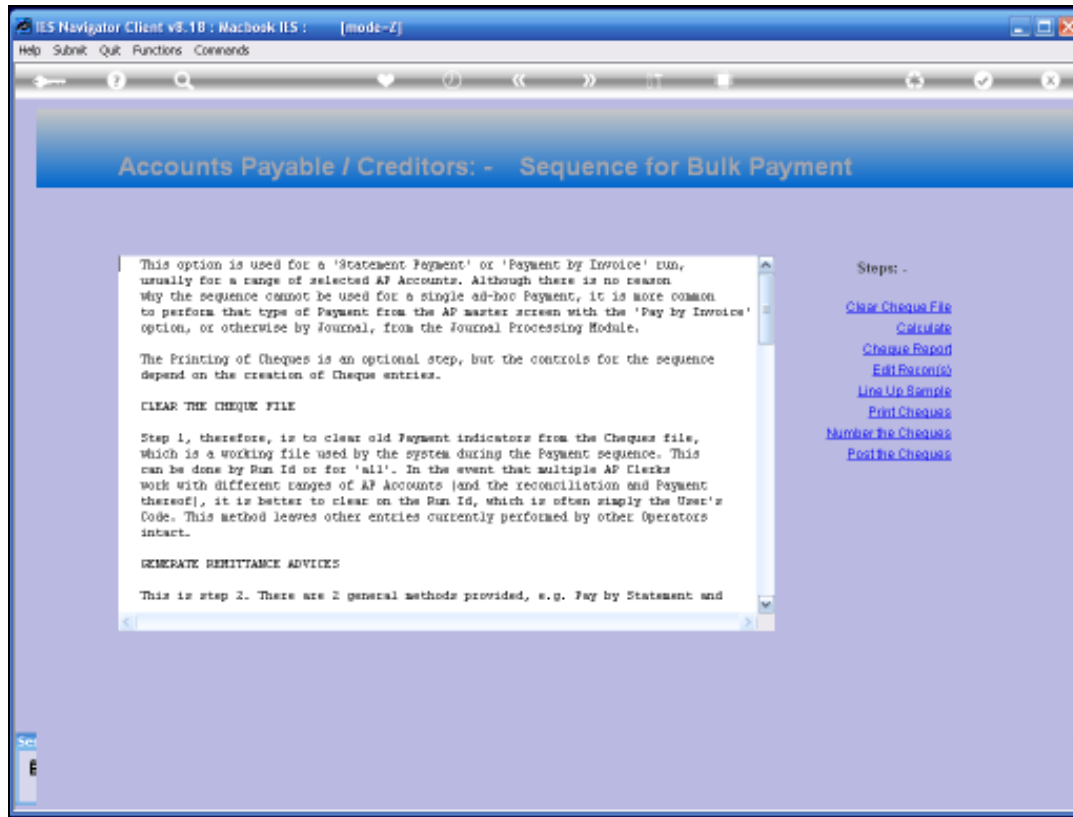 IES Navigator Client v8.18 : Macbook IES :    [mode-Z]
Help Submit Quit Functions Commands
Accounts Payable / Creditors: -    Sequence for Bulk Payment
This option is used for a 'Statement Payment' or 'Payment by Invoice' run,
usually for a range of selected AP Accounts. Although there is no reason
why the sequence cannot be used for a single ad-hoc Payment, it is more common
to perform that type of Payment from the AP master screen with the 'Pay by Invoice'
option, or otherwise by Journal, from the Journal Processing Module.
The Printing of Cheques is an optional step, but the controls for the sequence
depend on the creation of Cheque entries.
CLEAR THE CHEQUE FILE
Step 1, therefore, is to clear old Payment indicators from the Cheques file,
which is a working file used by the system during the Payment sequence. This
can be done by Run Id or for 'all'. In the event that multiple AP Clerks
work with different ranges of AP Accounts (and the reconciliation and Payment
thereof), it is better to clear on the Run Id, which is often simply the User's
Code. This method leaves other entries currently performed by other Operators
intact.
GENERATE REMITTANCE ADVICES
This is step 2. There are 2 general methods provided, e.g. Pay by Statement and
Steps: -
Clear Cheque File
Calculate
Cheque Report
Edit Recon(s)
Line Up Sample
Print Cheques
Number the Cheques
Post the Cheques